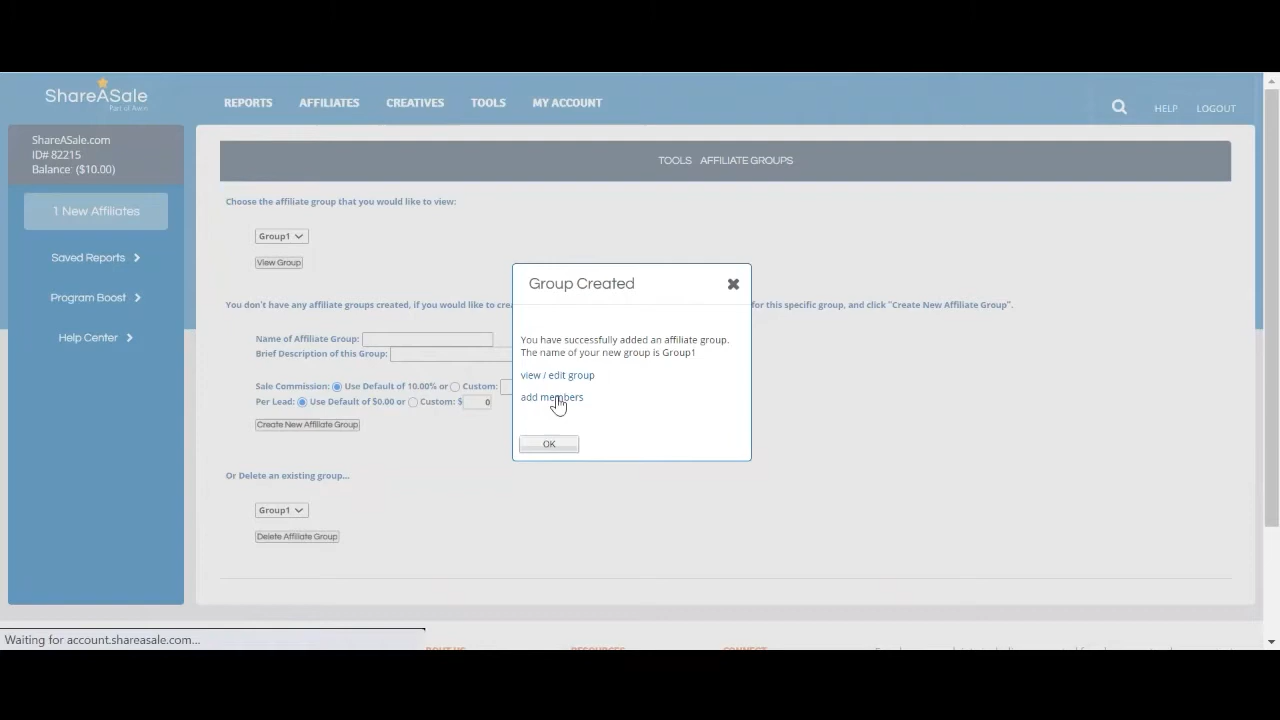 ShareASale
Part of Awin
REPORTS AFFILIATES CREATIVES TOOLS MY ACCOUNT
HELP LOGOUT
ShareASale.com
ID# 82215
Balance: ($10.00)
1 New Affiliates
Saved Reports
Program Boost
Help Center
TOOLS AFFILIATE GROUPS
Choose the affiliate group that you would like to view:
Group1
View Group
You don't have any affiliate groups created, if you would like to cre
for this specific group, and click "Create New Affiliate Group".
Name of Affiliate Group:
Brief Description of this Group:
Sale Commission: Use Default of 10.00% or Custom:
Per Lead: Use Default of $0.00 or Custom: $ 0
Create New Affiliate Group
Or Delete an existing group...
Group1
Delete Affiliate Group
Group Created
You have successfully added an affiliate group.
The name of your new group is Group1
view / edit group
add members
OK
Waiting for account.shareasale.com...